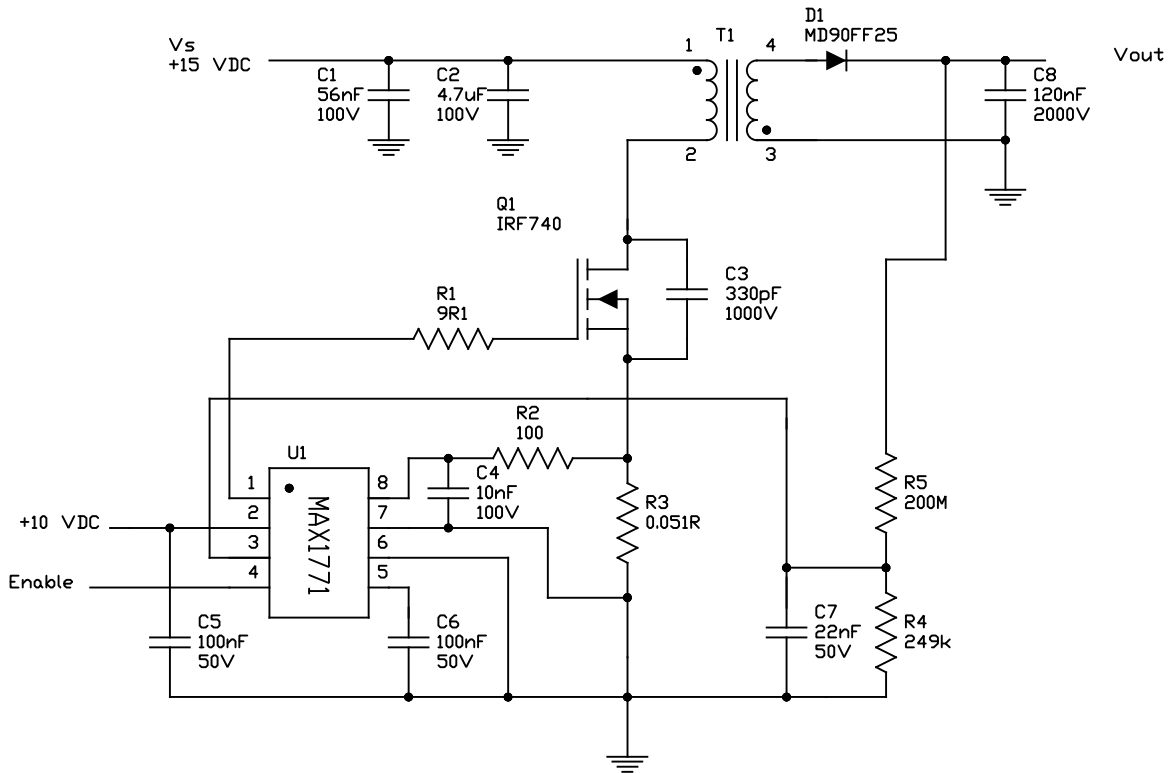 D1
MD90FF25
T1
1
4
Vs
+15 VDC
Vout
C1
56nF
100V
C2
4.7uF
100V
C8
120nF
2000V
2
3
Q1
IRF740
C3
330pF
1000V
R1
9R1
R2
100
U1
C4
10nF
100V
R3
0.051R
R5
200M
1
2
3
4
8
7
6
5
MAX1771
+10 VDC
Enable
C5
100nF
50V
C6
100nF
50V
C7
22nF
50V
R4
249k